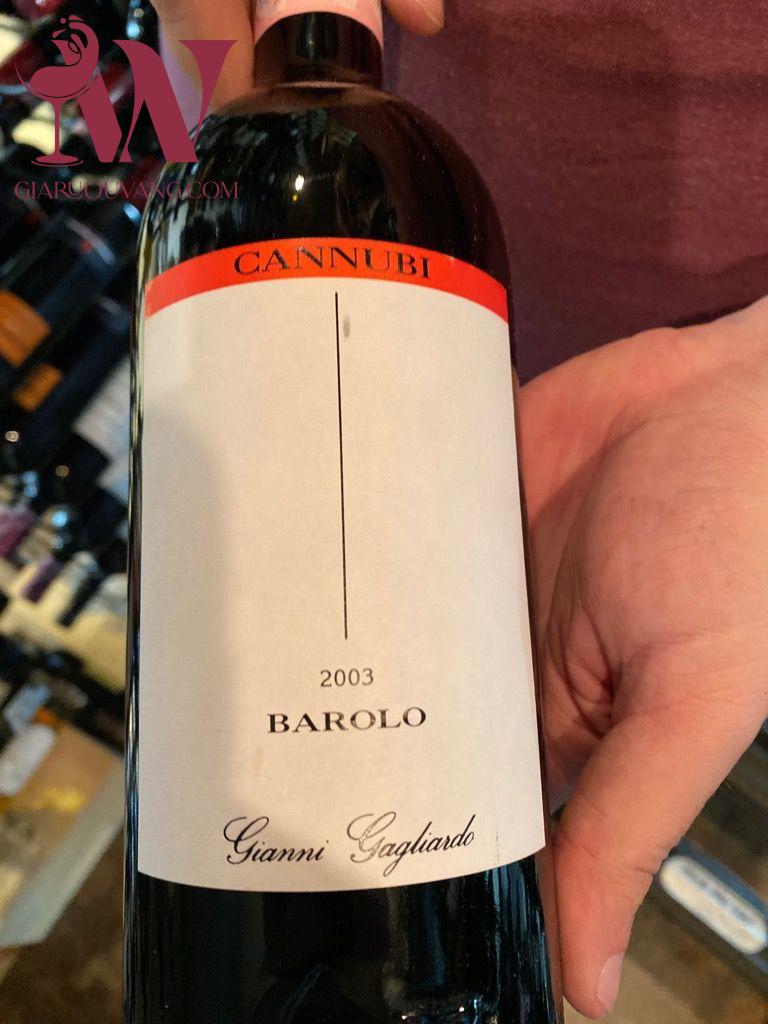 GIARUOUVANG.COM
CANNUBI
2003
BAROLO
Gianni Gagliardo